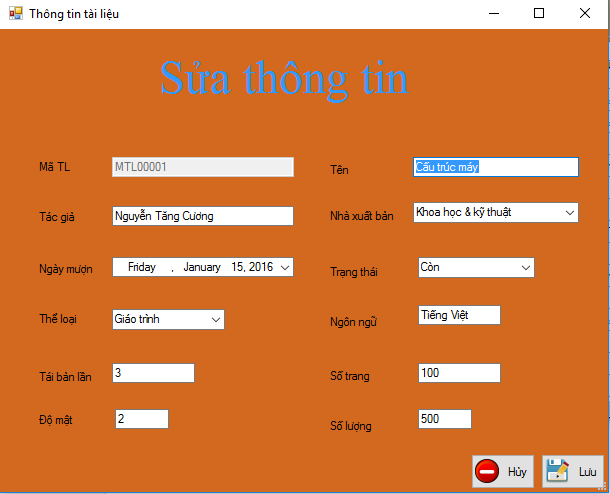 Thông tin tài liệu
Sửa thông tin
Mã TL MTL00001 Tên Cấu trúc máy
Tác giả Nguyễn Tăng Cương Nhà xuất bản Khoa học & kỹ thuật
Ngày mượn Friday , January 15, 2016 Trạng thái Còn
Thể loại Giáo trình Ngôn ngữ Tiếng Việt
Tái bản lần 3 Số trang 100
Độ mật 2 Số lượng 500
Hủy Lưu